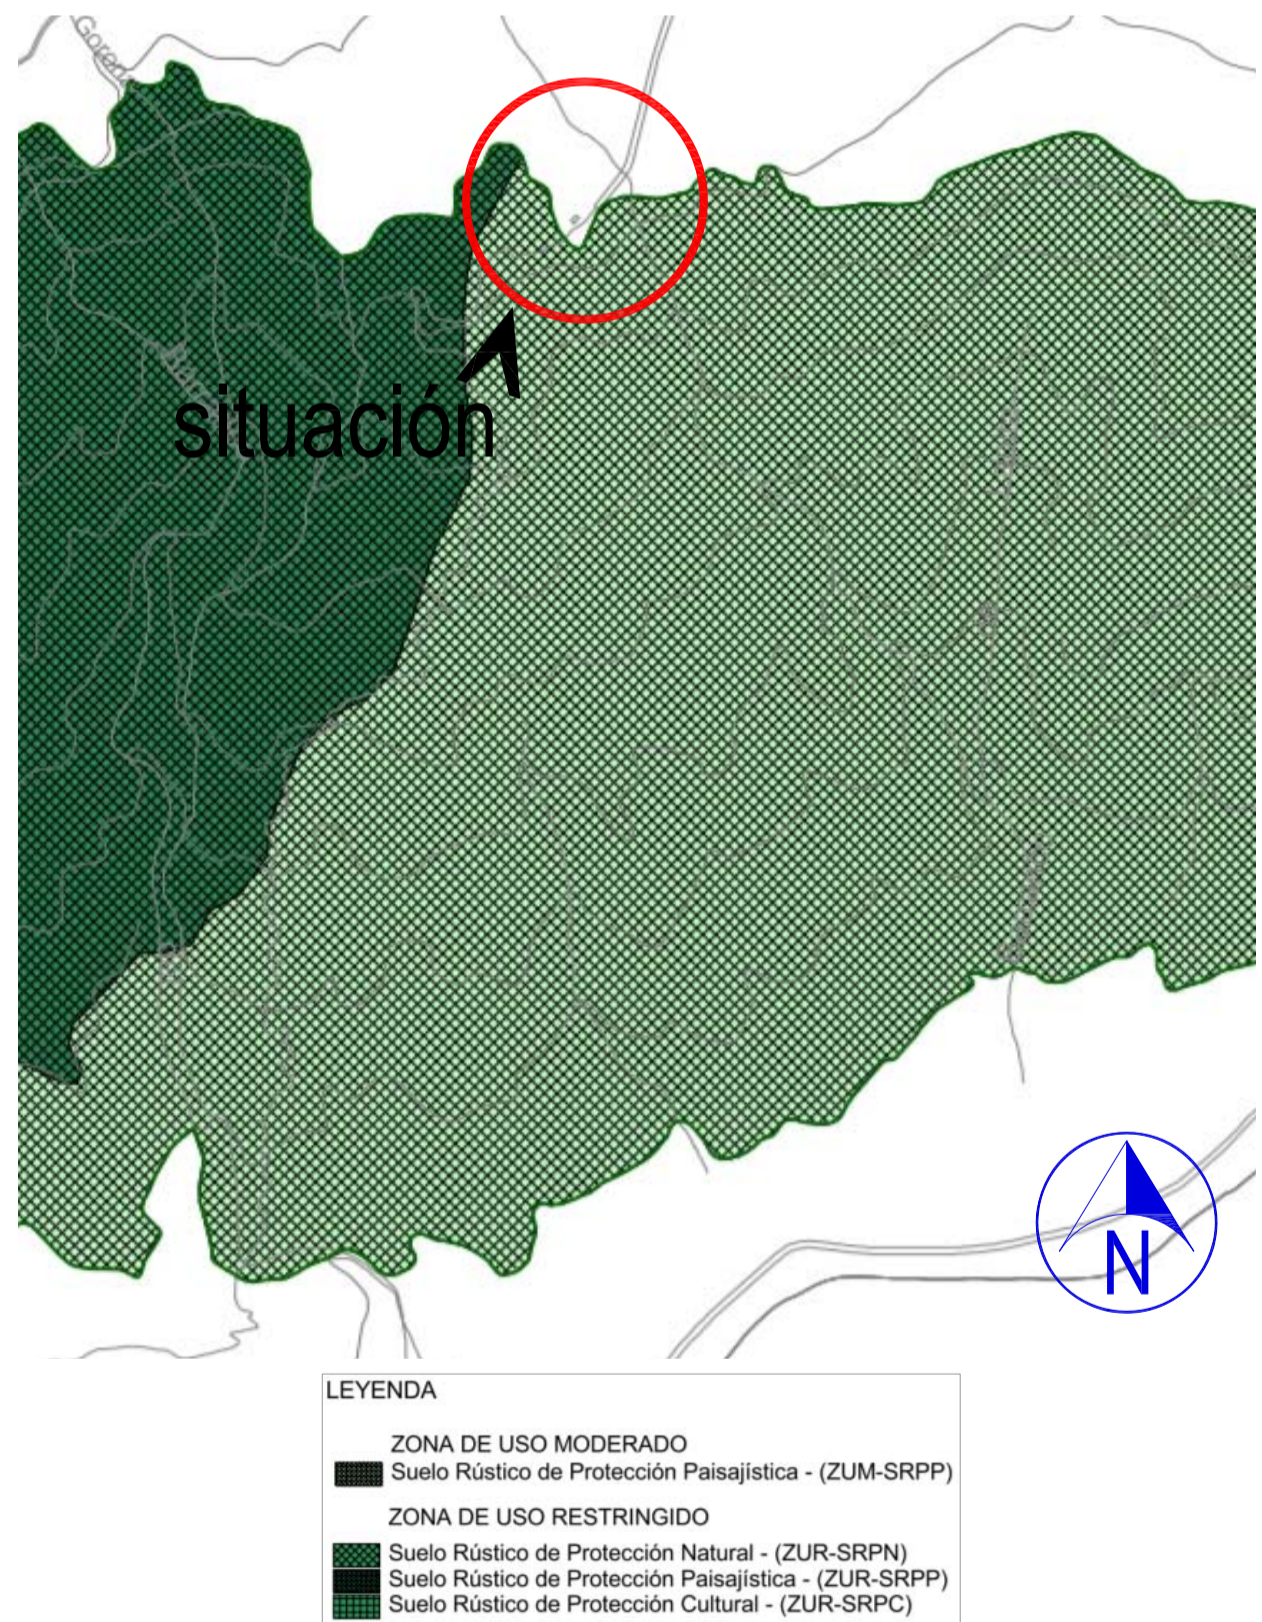 situación
N
LEYENDA
ZONA DE USO MODERADO
Suelo Rústico de Protección Paisajística - (ZUM-SRPP)
ZONA DE USO RESTRINGIDO
Suelo Rústico de Protección Natural - (ZUR-SRPN)
Suelo Rústico de Protección Paisajística - (ZUR-SRPP)
Suelo Rústico de Protección Cultural - (ZUR-SRPC)